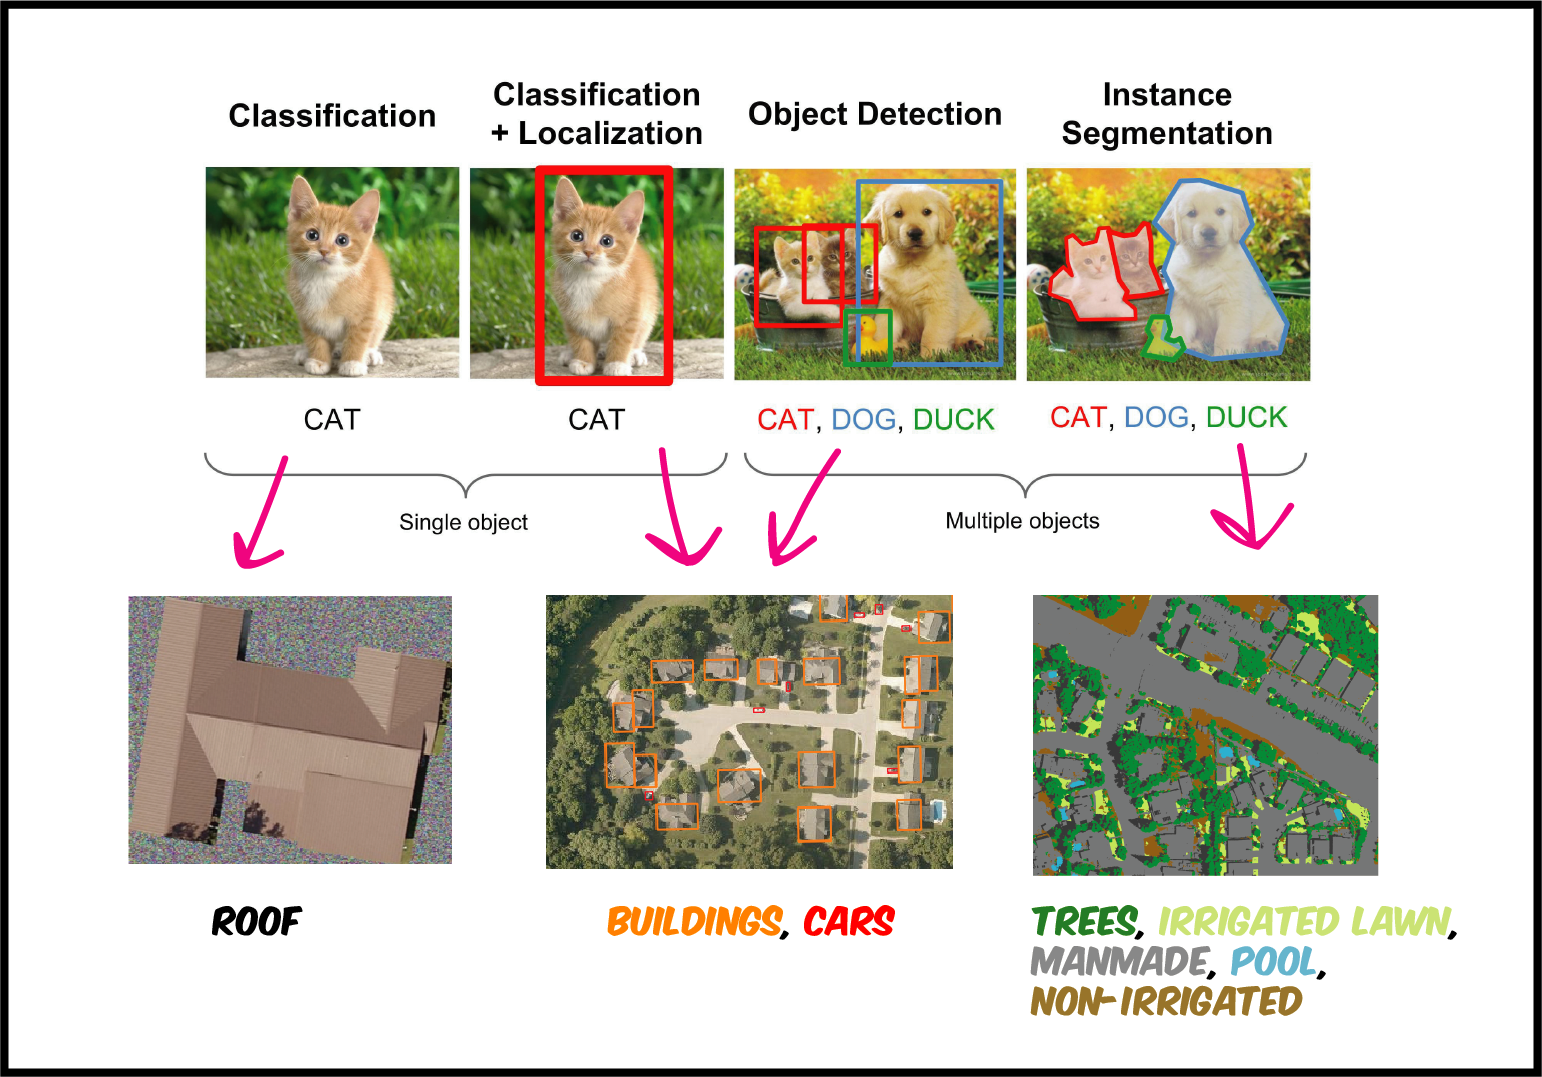 Classification
Classification
+ Localization
Object Detection
Instance
Segmentation
CAT
CAT
CAT, DOG, DUCK
CAT, DOG, DUCK
Single object
Multiple objects
ROOF
BUILDINGS, CARS
TREES, IRRIGATED LAWN,
MANMADE, POOL,
NON-IRRIGATED